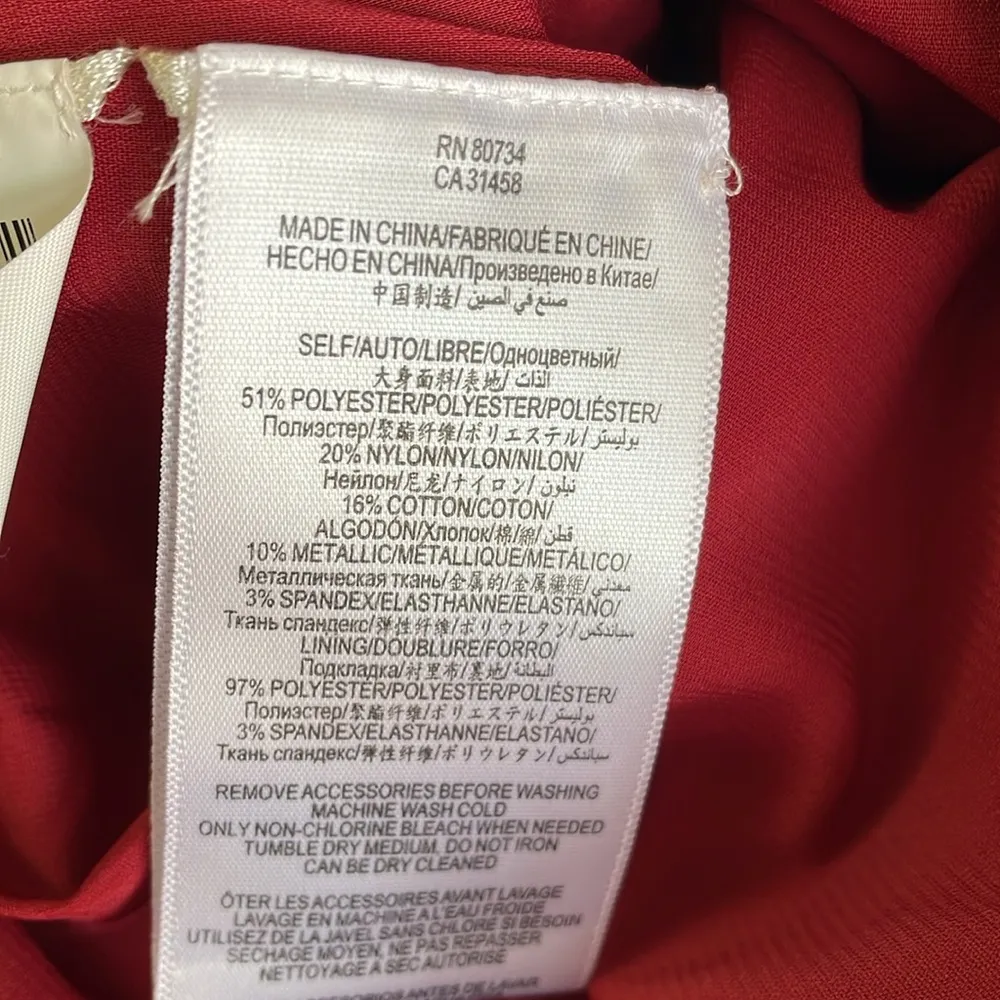 RN 80734
CA 31458
MADE IN CHINA/FABRIQUÉ EN CHINE/
HECHO EN CHINA/Произведено в Китае/
中国制造/ صنع في الصين
SELF/AUTO/LIBRE/Одноцветный/
大身面料/表地/ الذات
51% POLYESTER/POLYESTER/POLIÉSTER/
Полиэстер/聚酯纤维/ポリエステル/ بوليستر
20% NYLON/NYLON/NILON/
Нейлон/尼龙/ナイロン/ نيلون
16% COTTON/COTON/
ALGODÓN/Хлопок/棉/綿/ قطن
10% METALLIC/MÉTALLIQUE/METÁLICO/
Металлическая ткань/金属的/金属繊維/ معدني
3% SPANDEX/ELASTHANNE/ELASTANO/
Ткань спандекс/弹性纤维/ポリウレタン/ سباندكس
LINING/DOUBLURE/FORRO/
Подкладка/衬里布/裏地/ البطانة
97% POLYESTER/POLYESTER/POLIÉSTER/
Полиэстер/聚酯纤维/ポリエステル/ بوليستر
3% SPANDEX/ELASTHANNE/ELASTANO/
Ткань спандекс/弹性纤维/ポリウレタン/ سباندكس
REMOVE ACCESSORIES BEFORE WASHING
MACHINE WASH COLD
ONLY NON-CHLORINE BLEACH WHEN NEEDED
TUMBLE DRY MEDIUM, DO NOT IRON
CAN BE DRY CLEANED
ÔTER LES ACCESSOIRES AVANT LAVAGE
LAVAGE EN MACHINE A L'EAU FROIDE
UTILISEZ DE LA JAVEL SANS CHLORE SI BESOIN
SÉCHAGE MOYEN, NE PAS REPASSER
NETTOYAGE A SEC AUTORISE
ACCESORIOS ANTES DE LAVAR